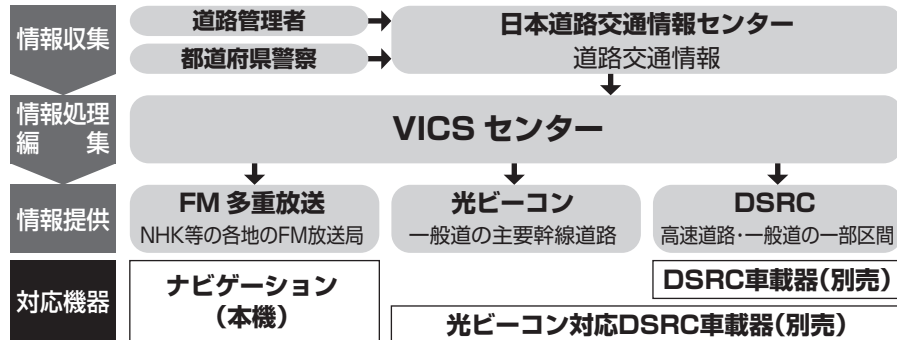 情報収集
道路管理者
都道府県警察
日本道路交通情報センター
道路交通情報
情報処理
編　集
VICS センター
情報提供
FM 多重放送
NHK等の各地のFM放送局
光ビーコン
一般道の主要幹線道路
DSRC
高速道路・一般道の一部区間
対応機器
ナビゲーション
（本機）
DSRC車載器（別売）
光ビーコン対応DSRC車載器（別売）